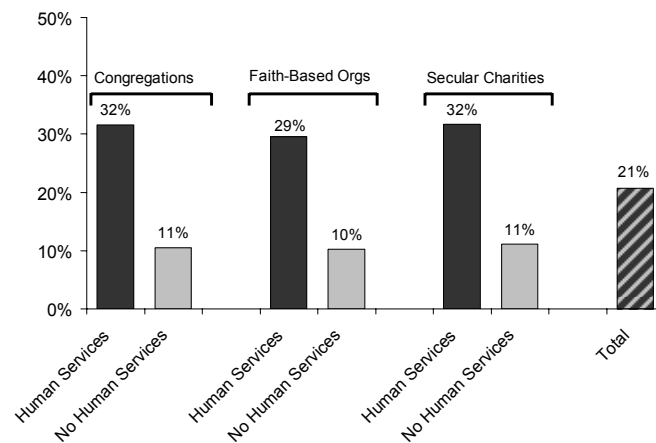 50%
40%
30%
20%
10%
0%
Congregations
Faith-Based Orgs
Secular Charities
32%
11%
29%
10%
32%
11%
21%
Human Services
No Human Services
Human Services
No Human Services
Human Services
No Human Services
Total